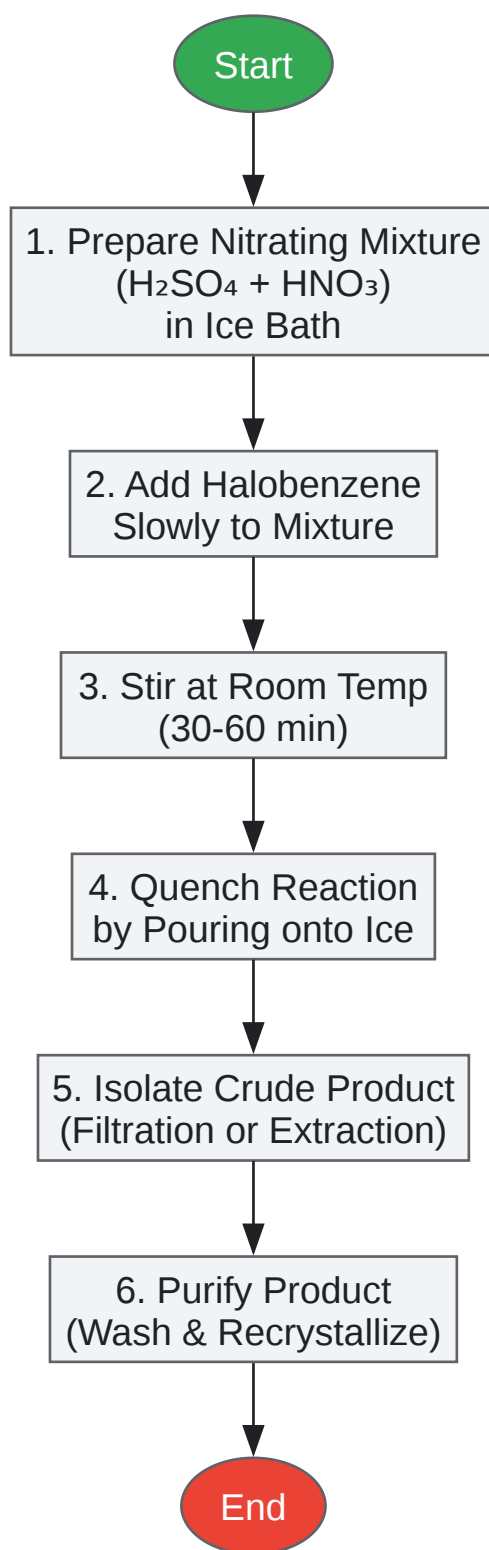 Start
1. Prepare Nitrating Mixture
(H₂SO₄ + HNO₃)
in Ice Bath
2. Add Halobenzene
Slowly to Mixture
3. Stir at Room Temp
(30-60 min)
4. Quench Reaction
by Pouring onto Ice
5. Isolate Crude Product
(Filtration or Extraction)
6. Purify Product
(Wash & Recrystallize)
End